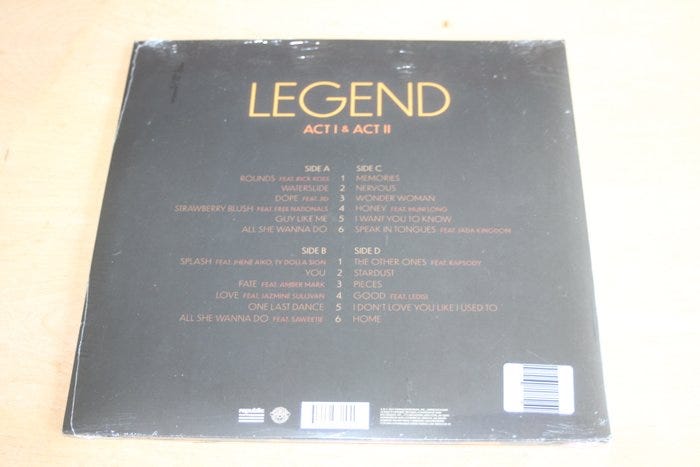 LEGEND
ACT I & ACT II
SIDE A
ROUNDS FEAT. RICK ROSS 1
WATERSLIDE 2
DOPE FEAT. JID 3
STRAWBERRY BLUSH FEAT. FREE NATIONALS 4
GUY LIKE ME 5
ALL SHE WANNA DO 6
SIDE C
MEMORIES
NERVOUS
WONDER WOMAN
HONEY FEAT. MUNI LONG
I WANT YOU TO KNOW
SPEAK IN TONGUES FEAT. JADA KINGDOM
SIDE B
SPLASH FEAT. JHENÉ AIKO, TY DOLLA $IGN 1
YOU 2
FATE FEAT. AMBER MARK 3
LOVE FEAT. JAZMINE SULLIVAN 4
ONE LAST DANCE 5
ALL SHE WANNA DO FEAT. SAWEETIE 6
SIDE D
THE OTHER ONES FEAT. RAPSODY
STARDUST
PIECES
GOOD FEAT. LEDISI
I DON'T LOVE YOU LIKE I USED TO
HOME
republic